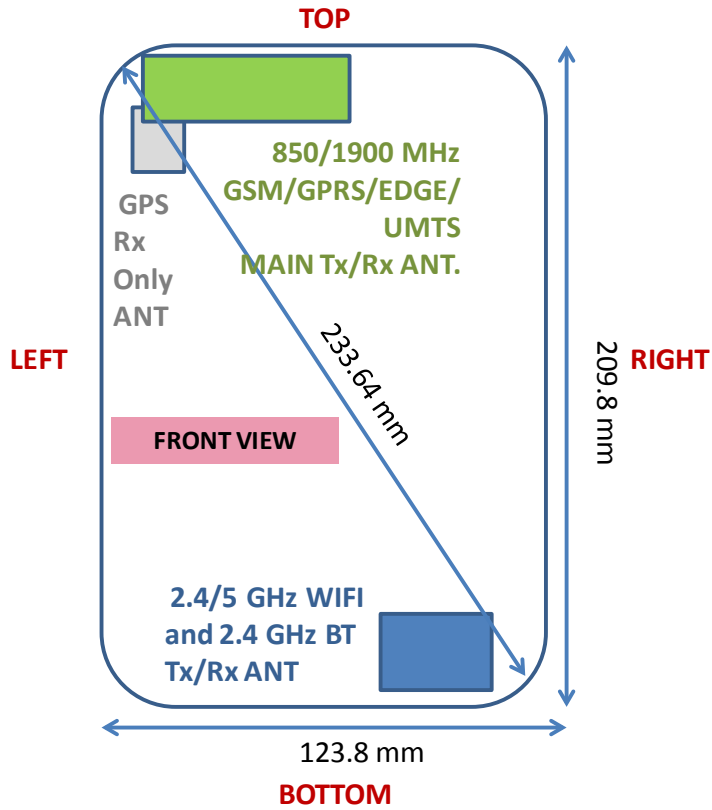 TOP
850/1900 MHz
GSM/GPRS/EDGE/
UMTS
MAIN Tx/Rx ANT.
GPS
Rx
Only
ANT
LEFT
233.64 mm
209.8 mm
RIGHT
FRONT VIEW
2.4/5 GHz WIFI
and 2.4 GHz BT
Tx/Rx ANT
123.8 mm
BOTTOM